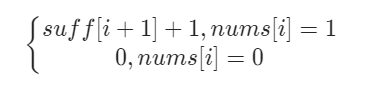 suff[i + 1] + 1, nums[i] = 1
0, nums[i] = 0